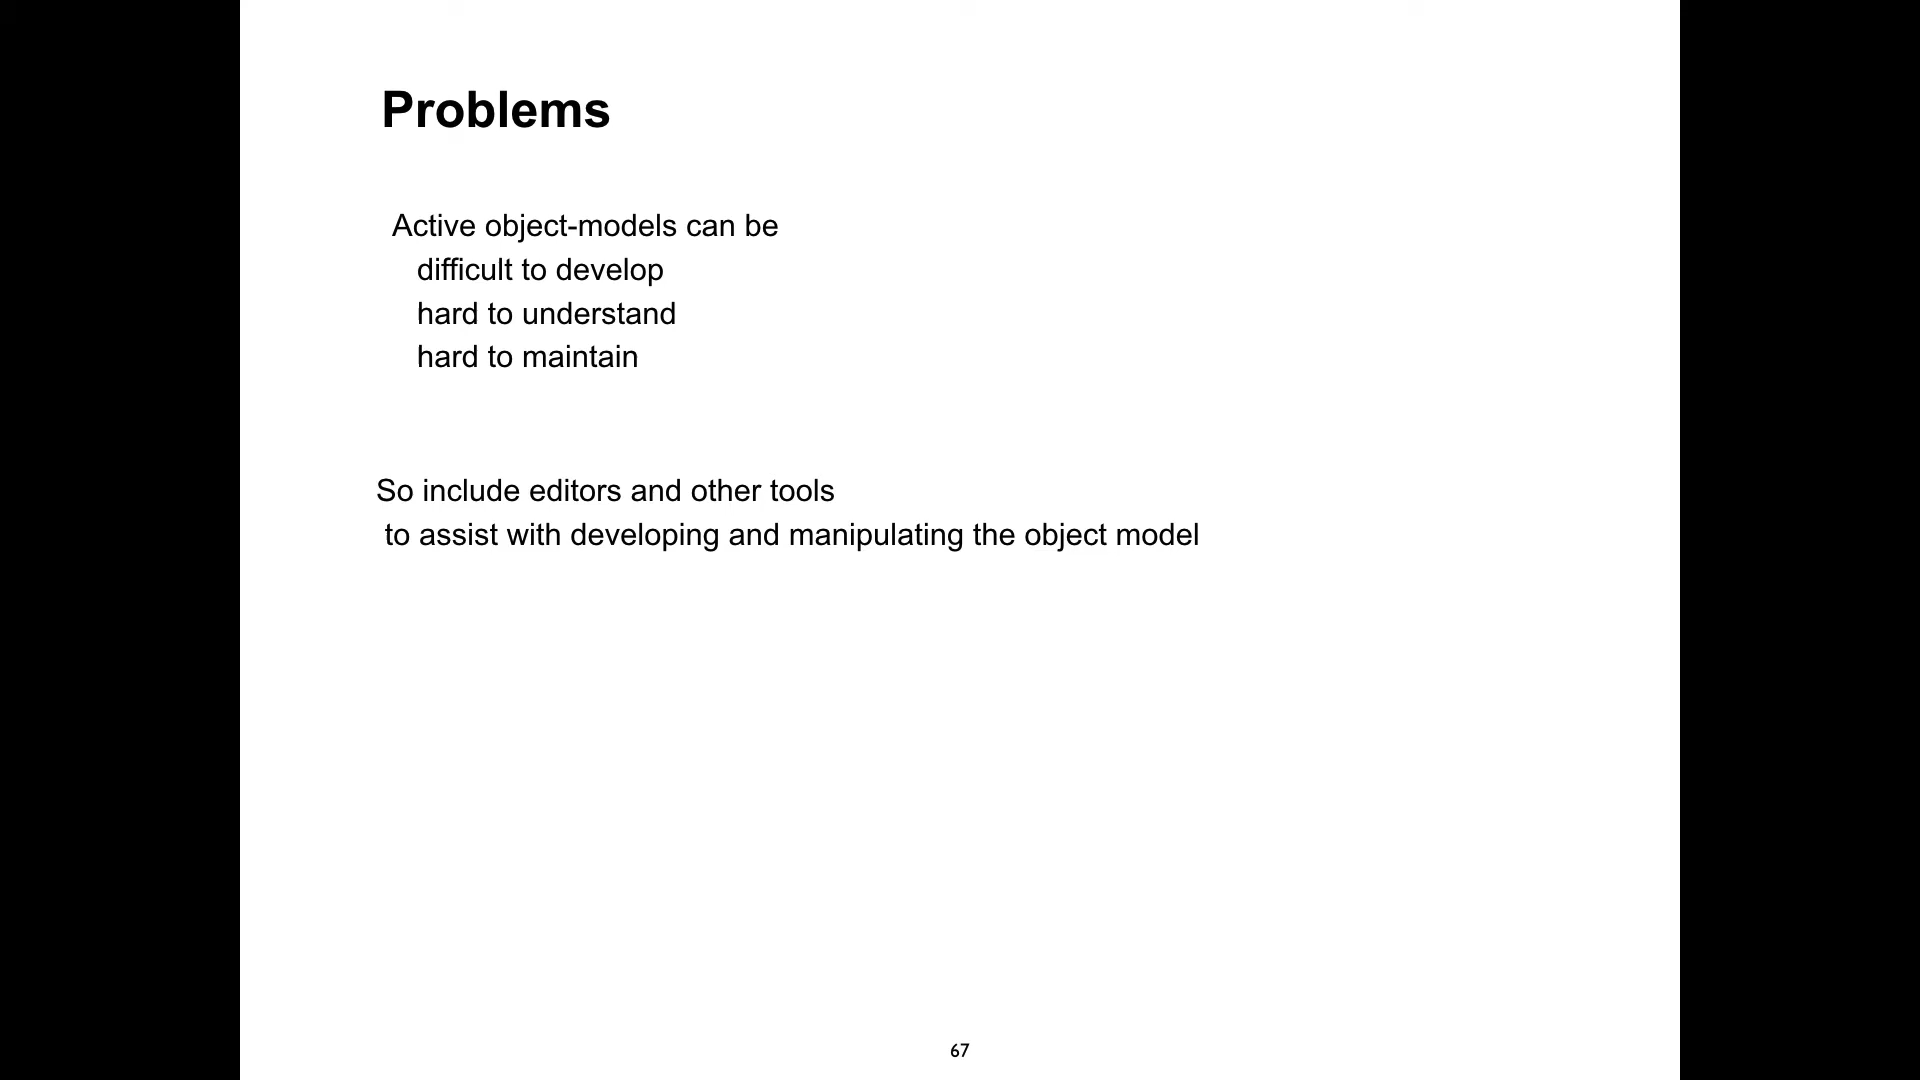 Problems
Active object-models can be
difficult to develop
hard to understand
hard to maintain
So include editors and other tools
to assist with developing and manipulating the object model
67